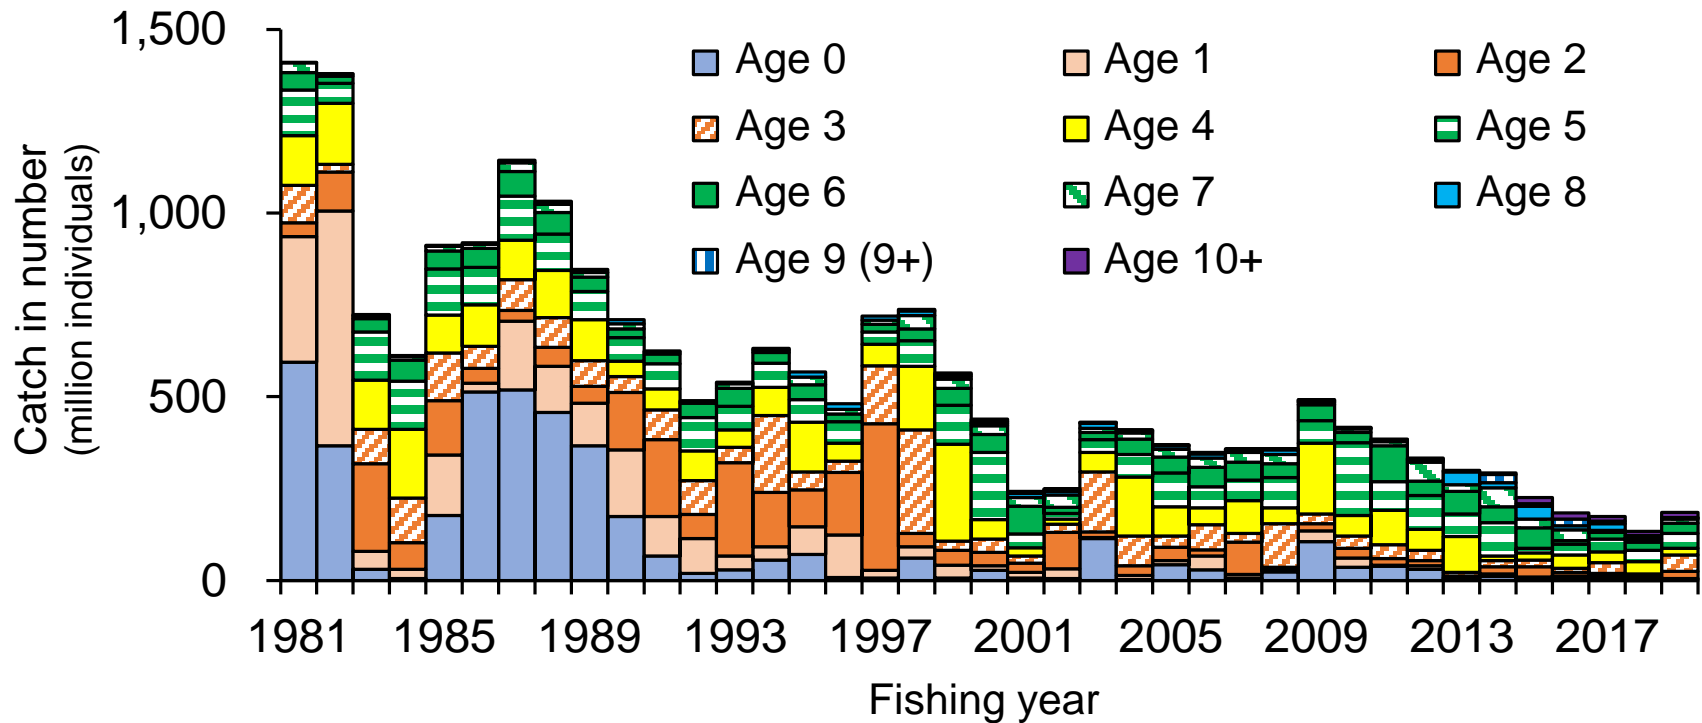 1,500
1,000
500
0
Catch in number
(million individuals)
Age 0
Age 1
Age 2
Age 3
Age 4
Age 5
Age 6
Age 7
Age 8
Age 9 (9+)
Age 10+
1981 1985 1989 1993 1997 2001 2005 2009 2013 2017
Fishing year